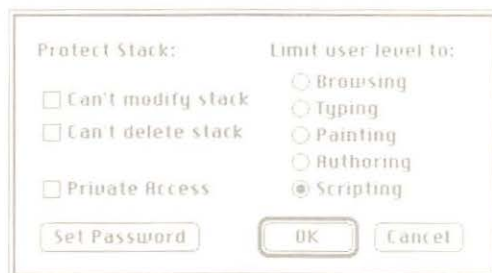 Protect Stack:
Can't modify stack
Can't delete stack
Private Access
Set Password
Limit user level to:
Browsing
Typing
Painting
Authoring
Scripting
OK
Cancel